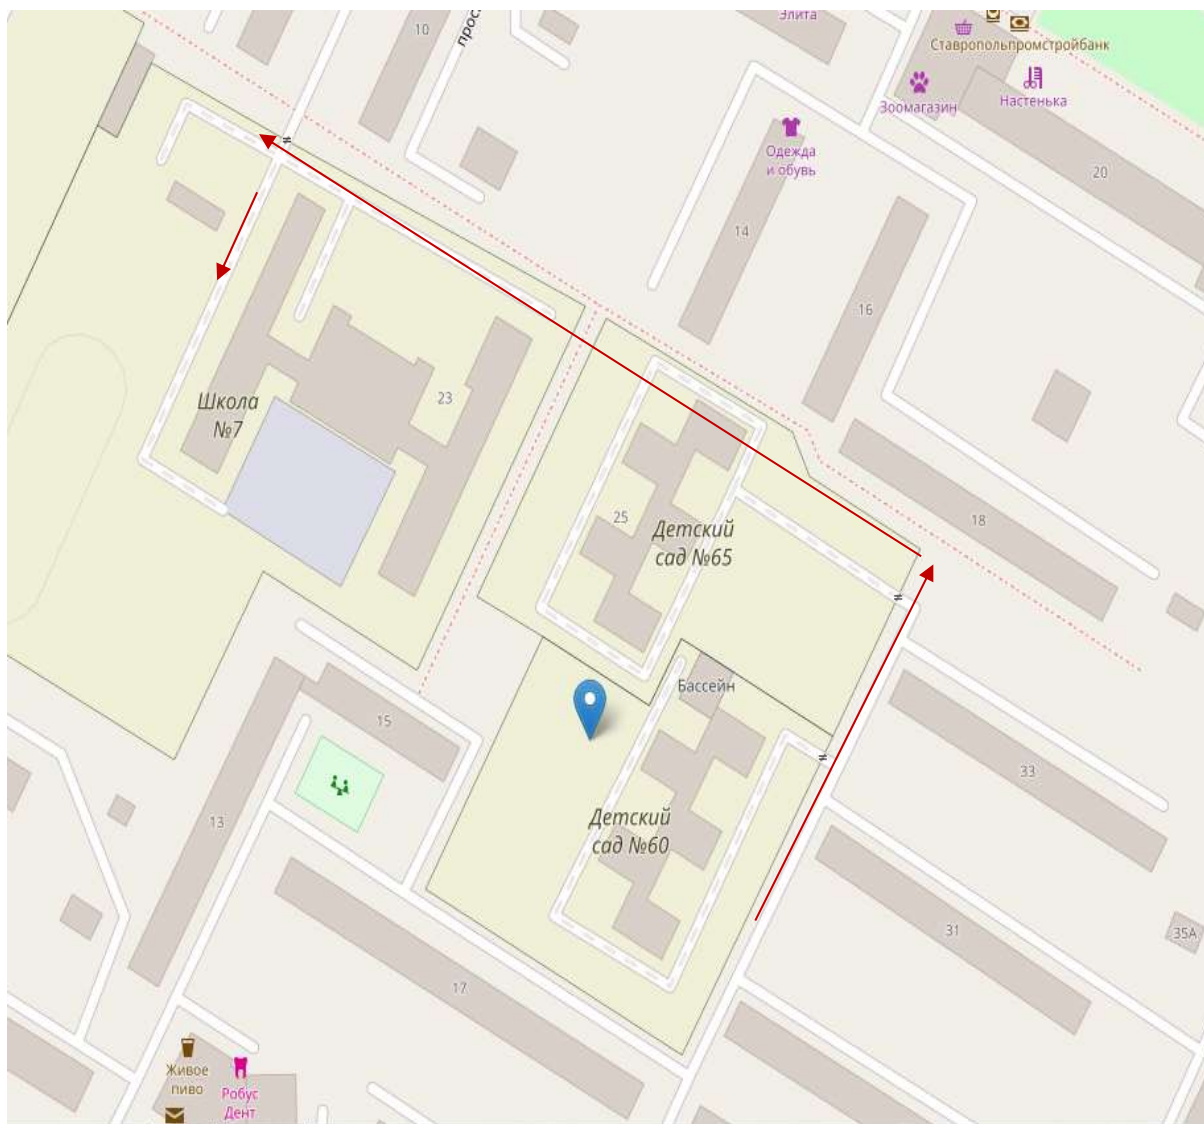 Элита
10
прос
Ставропольпромстройбанк
Зоомагазин
Настенька
Одежда
и обувь
20
14
16
Школа
№7
23
18
25
Детский
сад №65
Бассейн
15
33
13
Детский
сад №60
31
35А
17
Живое
пиво
Робус
Дент